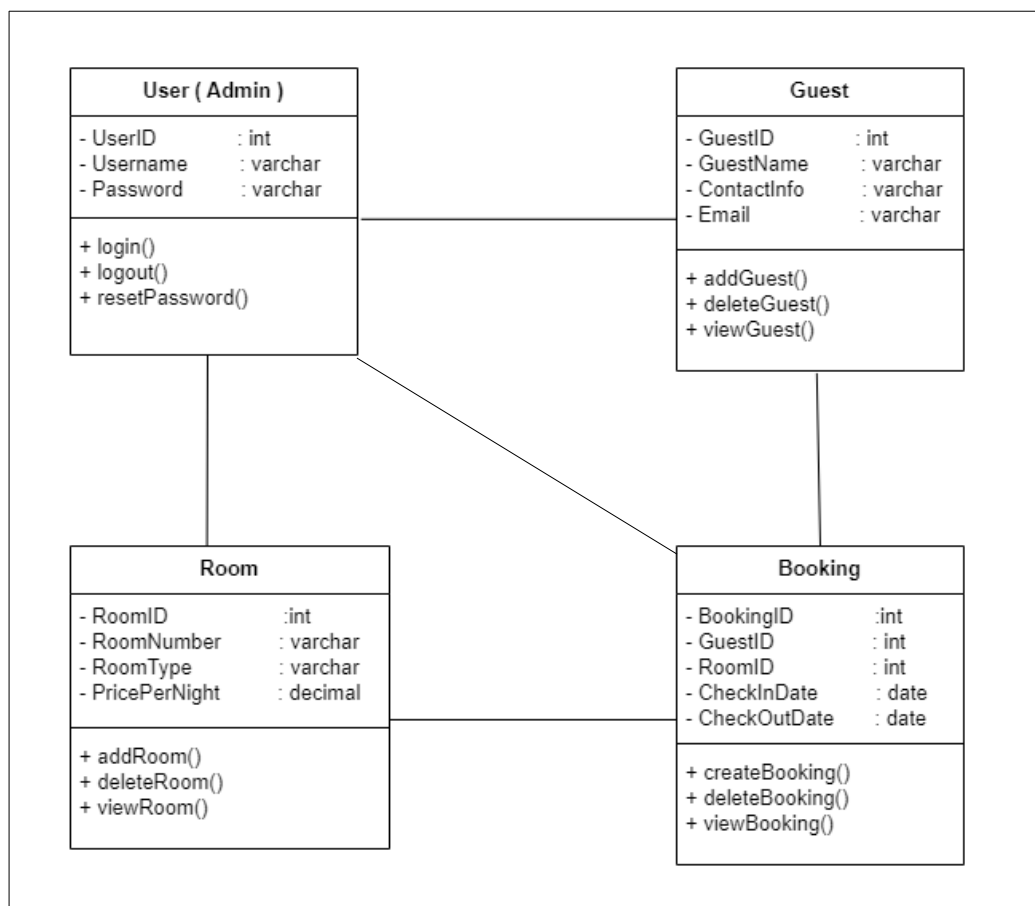 User ( Admin )
- UserID : int
- Username : varchar
- Password : varchar
+ login()
+ logout()
+ resetPassword()
Guest
- GuestID : int
- GuestName : varchar
- ContactInfo : varchar
- Email : varchar
+ addGuest()
+ deleteGuest()
+ viewGuest()
Room
- RoomID :int
- RoomNumber : varchar
- RoomType : varchar
- PricePerNight : decimal
+ addRoom()
+ deleteRoom()
+ viewRoom()
Booking
- BookingID :int
- GuestID : int
- RoomID : int
- CheckInDate : date
- CheckOutDate : date
+ createBooking()
+ deleteBooking()
+ viewBooking()